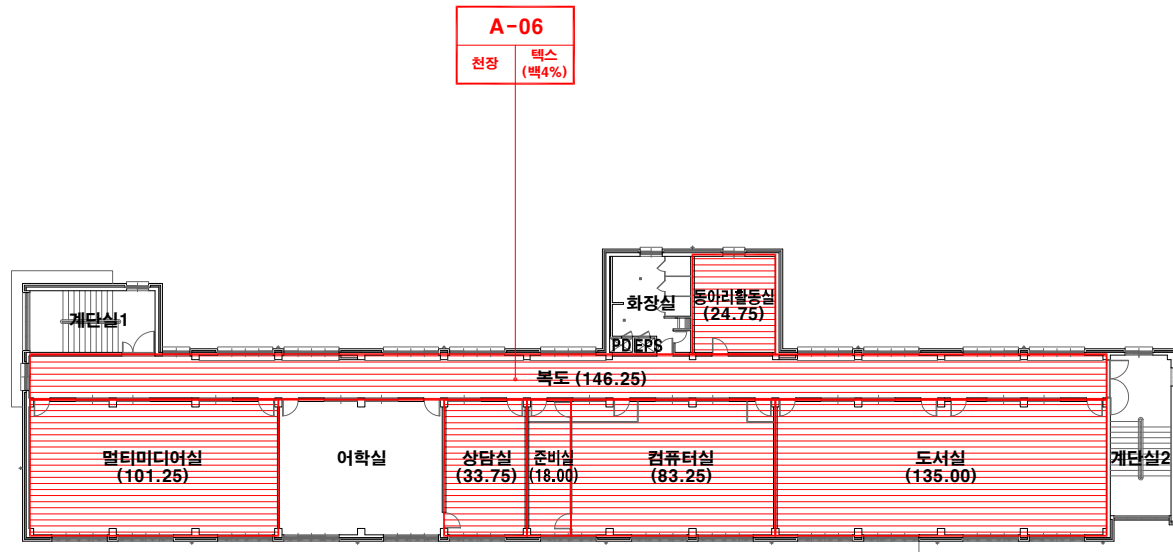 A-06
천장
텍스
(백4%)
화장실
동아리활동실
(24.75)
계단실1
PD
EPS
복도 (146.25)
멀티미디어실
(101.25)
어학실
상담실
(33.75)
준비실
(18.00)
컴퓨터실
(83.25)
도서실
(135.00)
계단실2